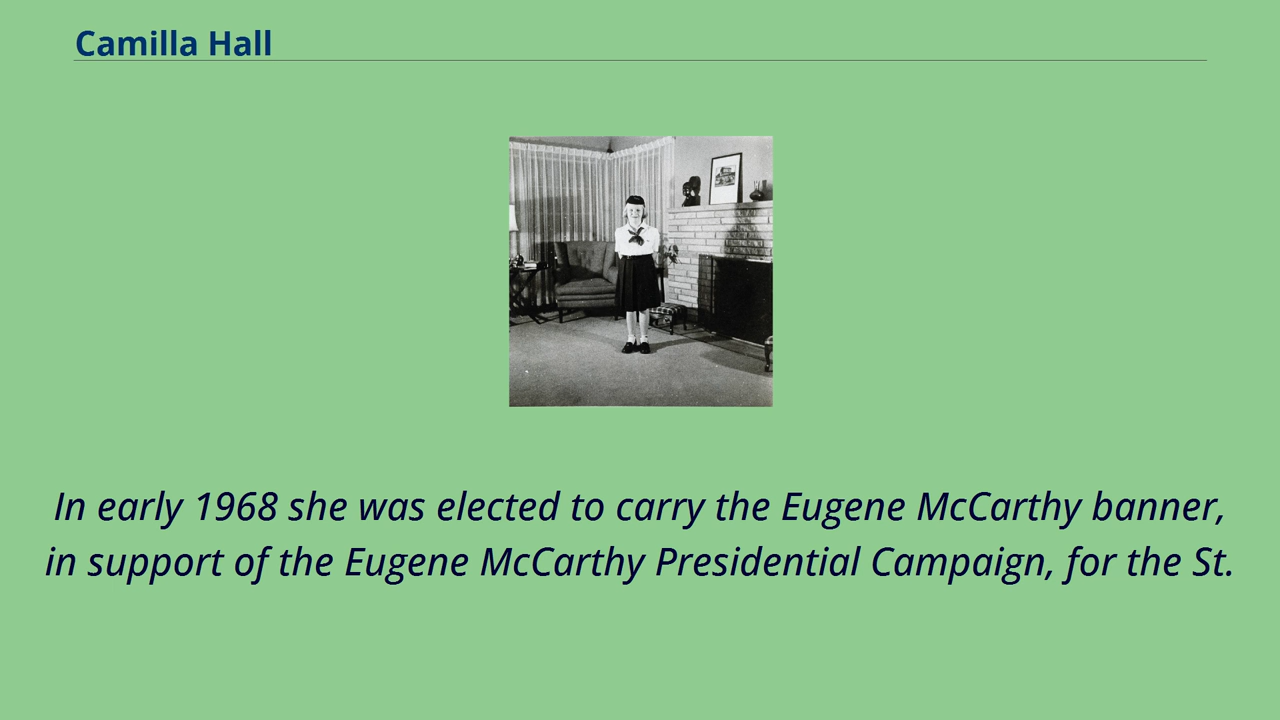 Camilla Hall
In early 1968 she was elected to carry the Eugene McCarthy banner,
in support of the Eugene McCarthy Presidential Campaign, for the St.